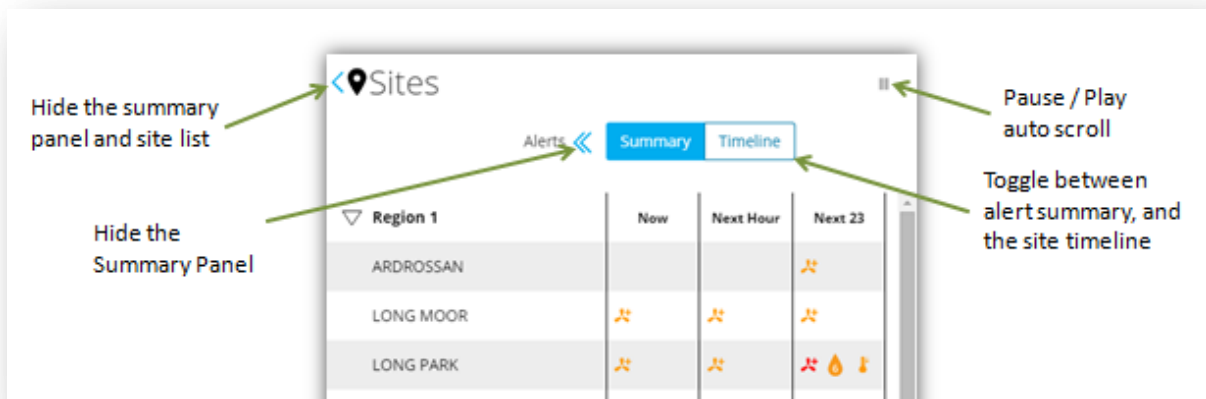 Sites
Hide the summary
panel and site list
Pause / Play
auto scroll
Alerts
Summary
Timeline
Toggle between
alert summary, and
the site timeline
Hide the
Summary Panel
Region 1
Now
Next Hour
Next 23
ARDROSSAN
LONG MOOR
LONG PARK